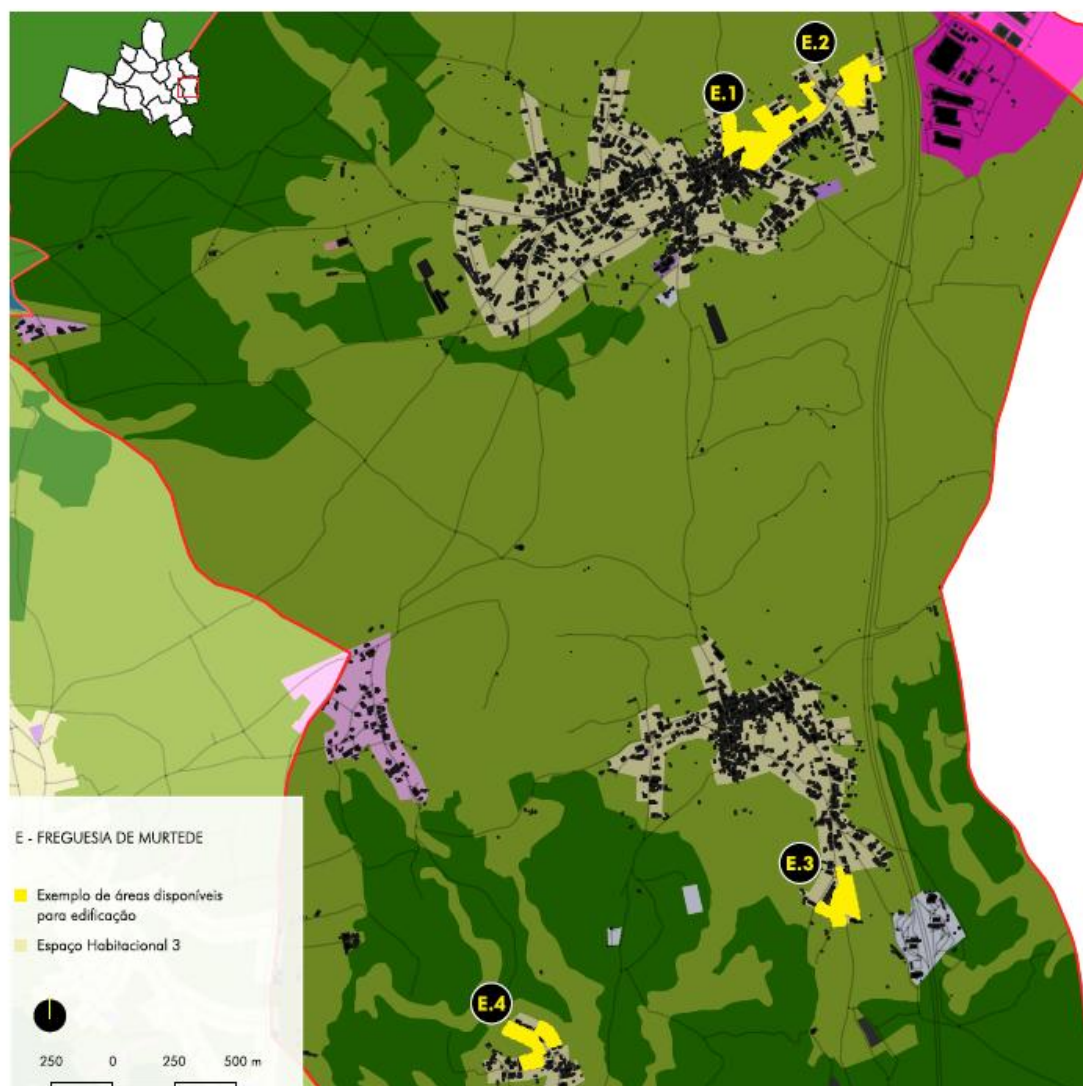 E.2
E.1
E.3
E.4
E - FREGUESIA DE MURTEDE
Exemplo de áreas disponíveis
para edificação
Espaço Habitacional 3
250 0 250 500 m